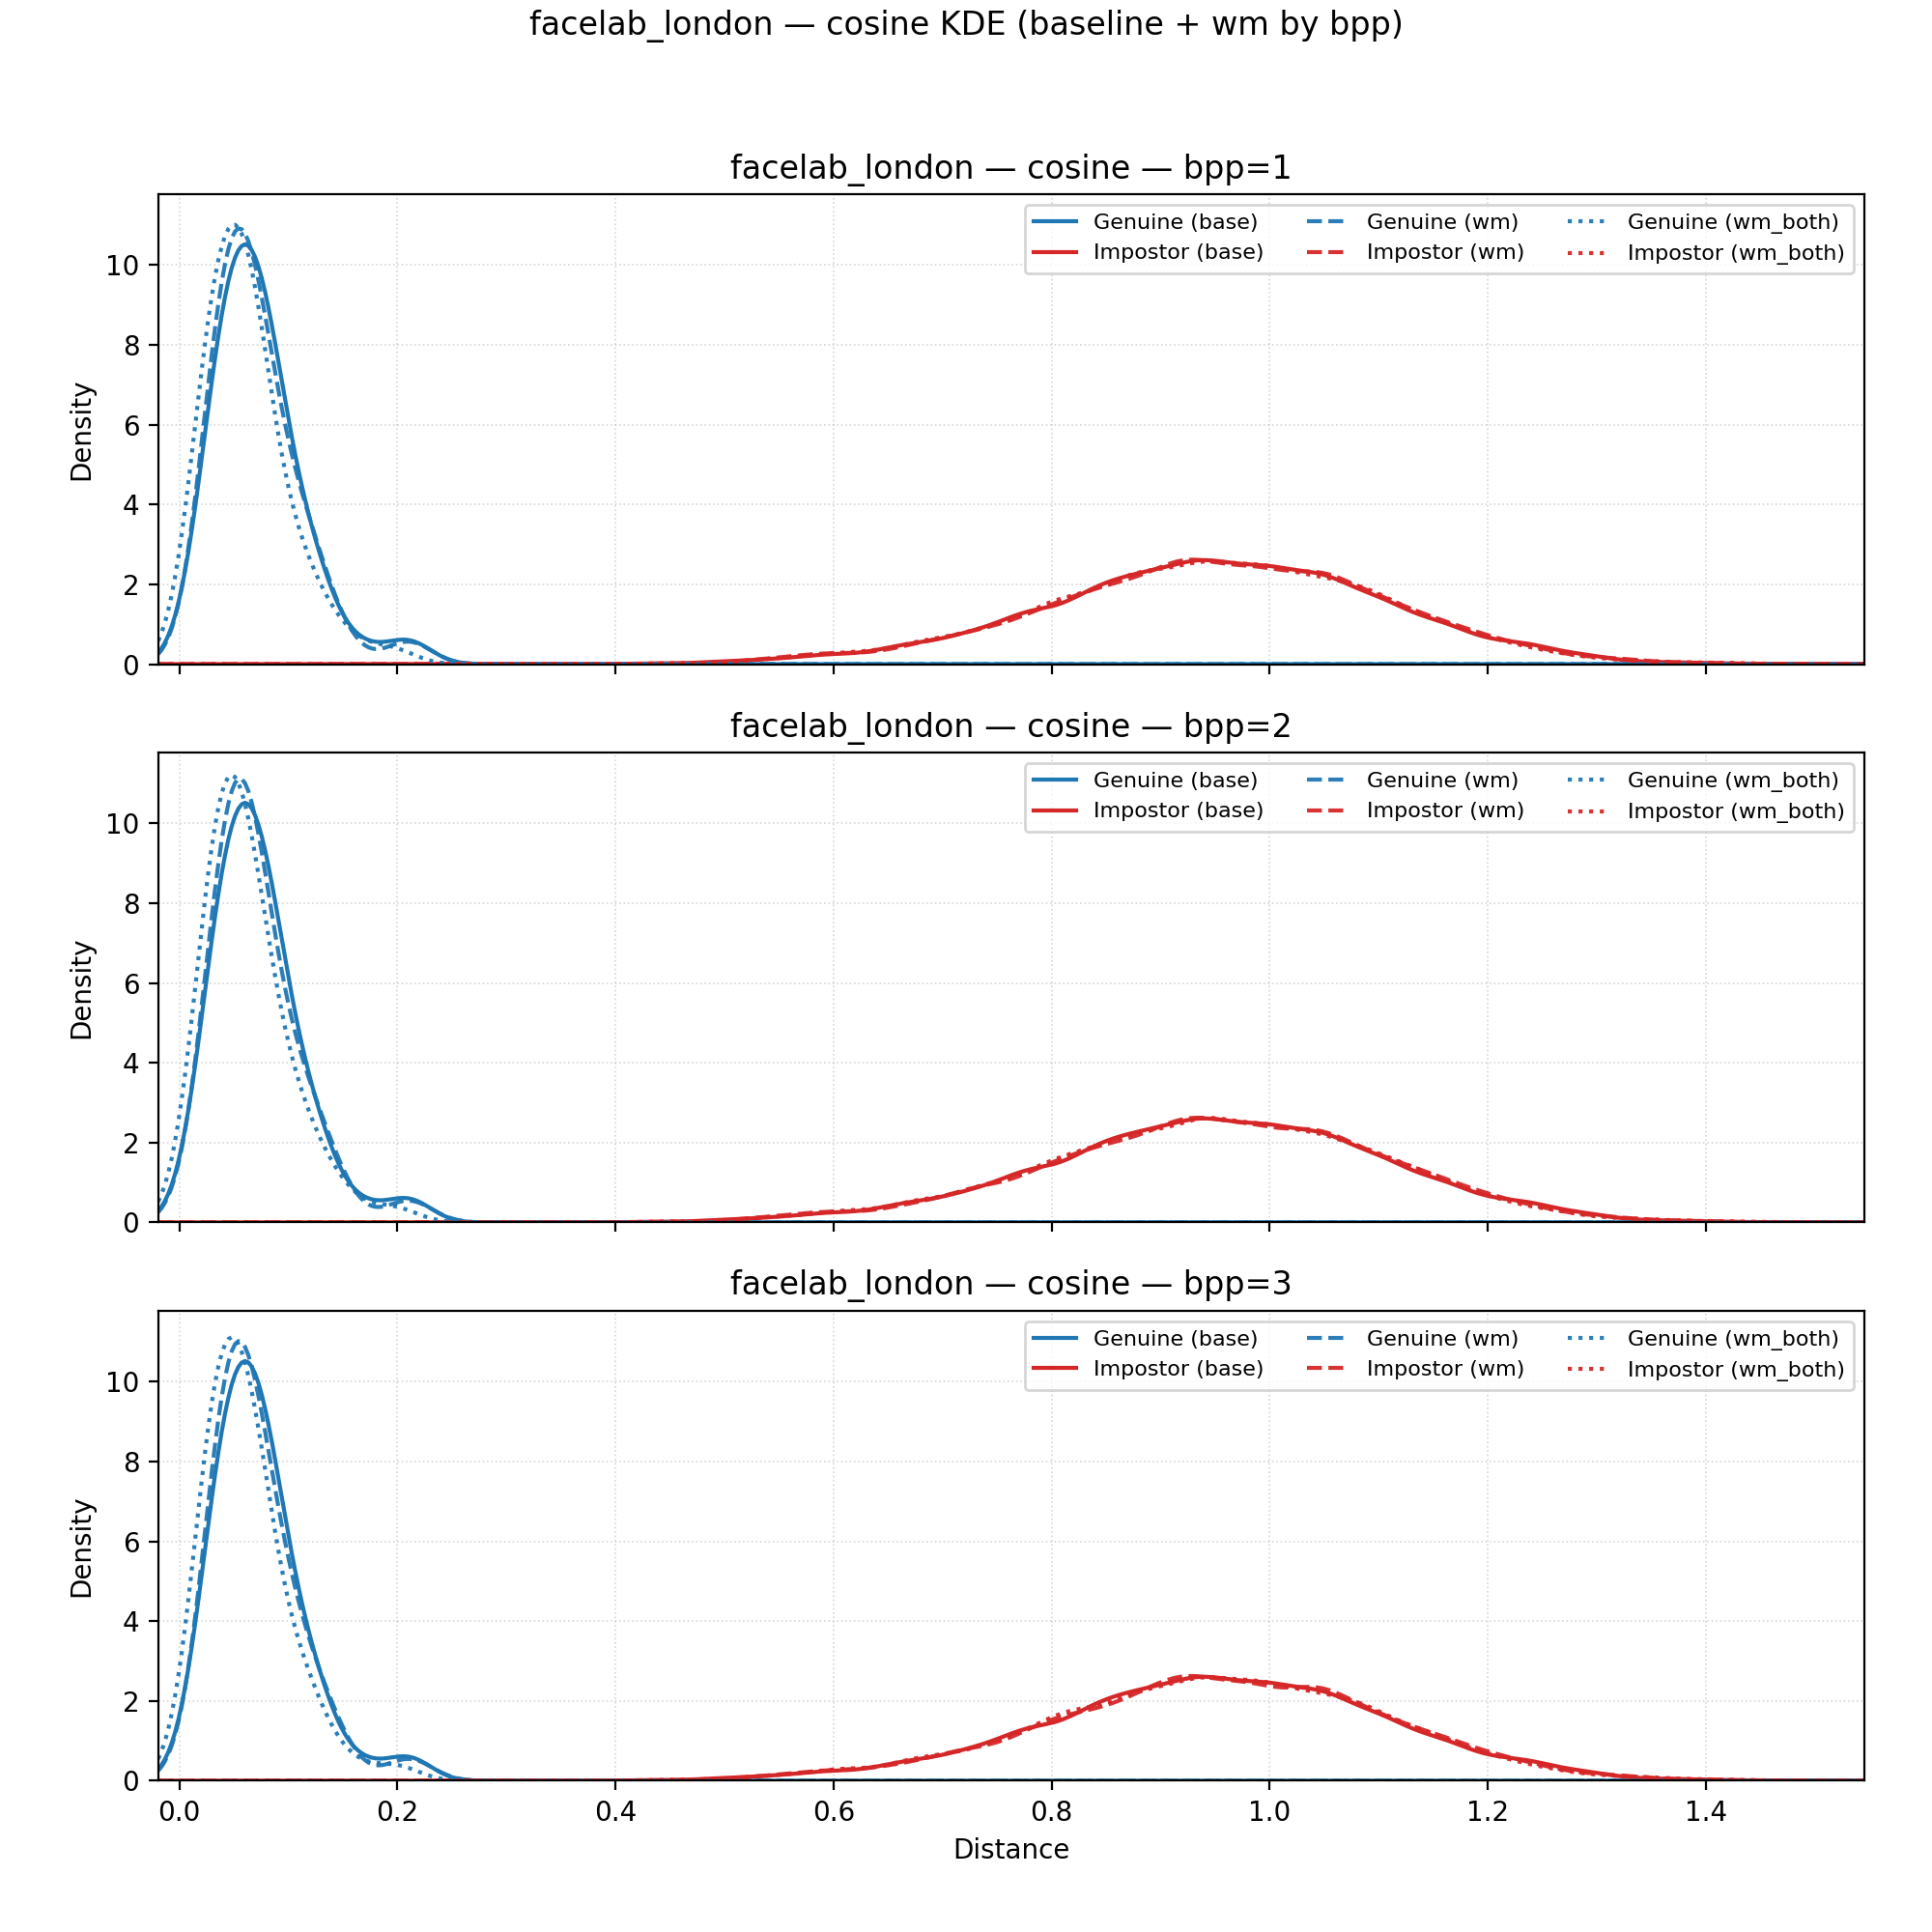 facelab_london — cosine KDE (baseline + wm by bpp)
facelab_london — cosine — bpp=1
Genuine (base) Genuine (wm) Genuine (wm_both)
Impostor (base) Impostor (wm) Impostor (wm_both)
10
8
6
4
2
0
Density
facelab_london — cosine — bpp=2
Genuine (base) Genuine (wm) Genuine (wm_both)
Impostor (base) Impostor (wm) Impostor (wm_both)
10
8
6
4
2
0
Density
facelab_london — cosine — bpp=3
Genuine (base) Genuine (wm) Genuine (wm_both)
Impostor (base) Impostor (wm) Impostor (wm_both)
10
8
6
4
2
0
Density
0.0 0.2 0.4 0.6 0.8 1.0 1.2 1.4
Distance